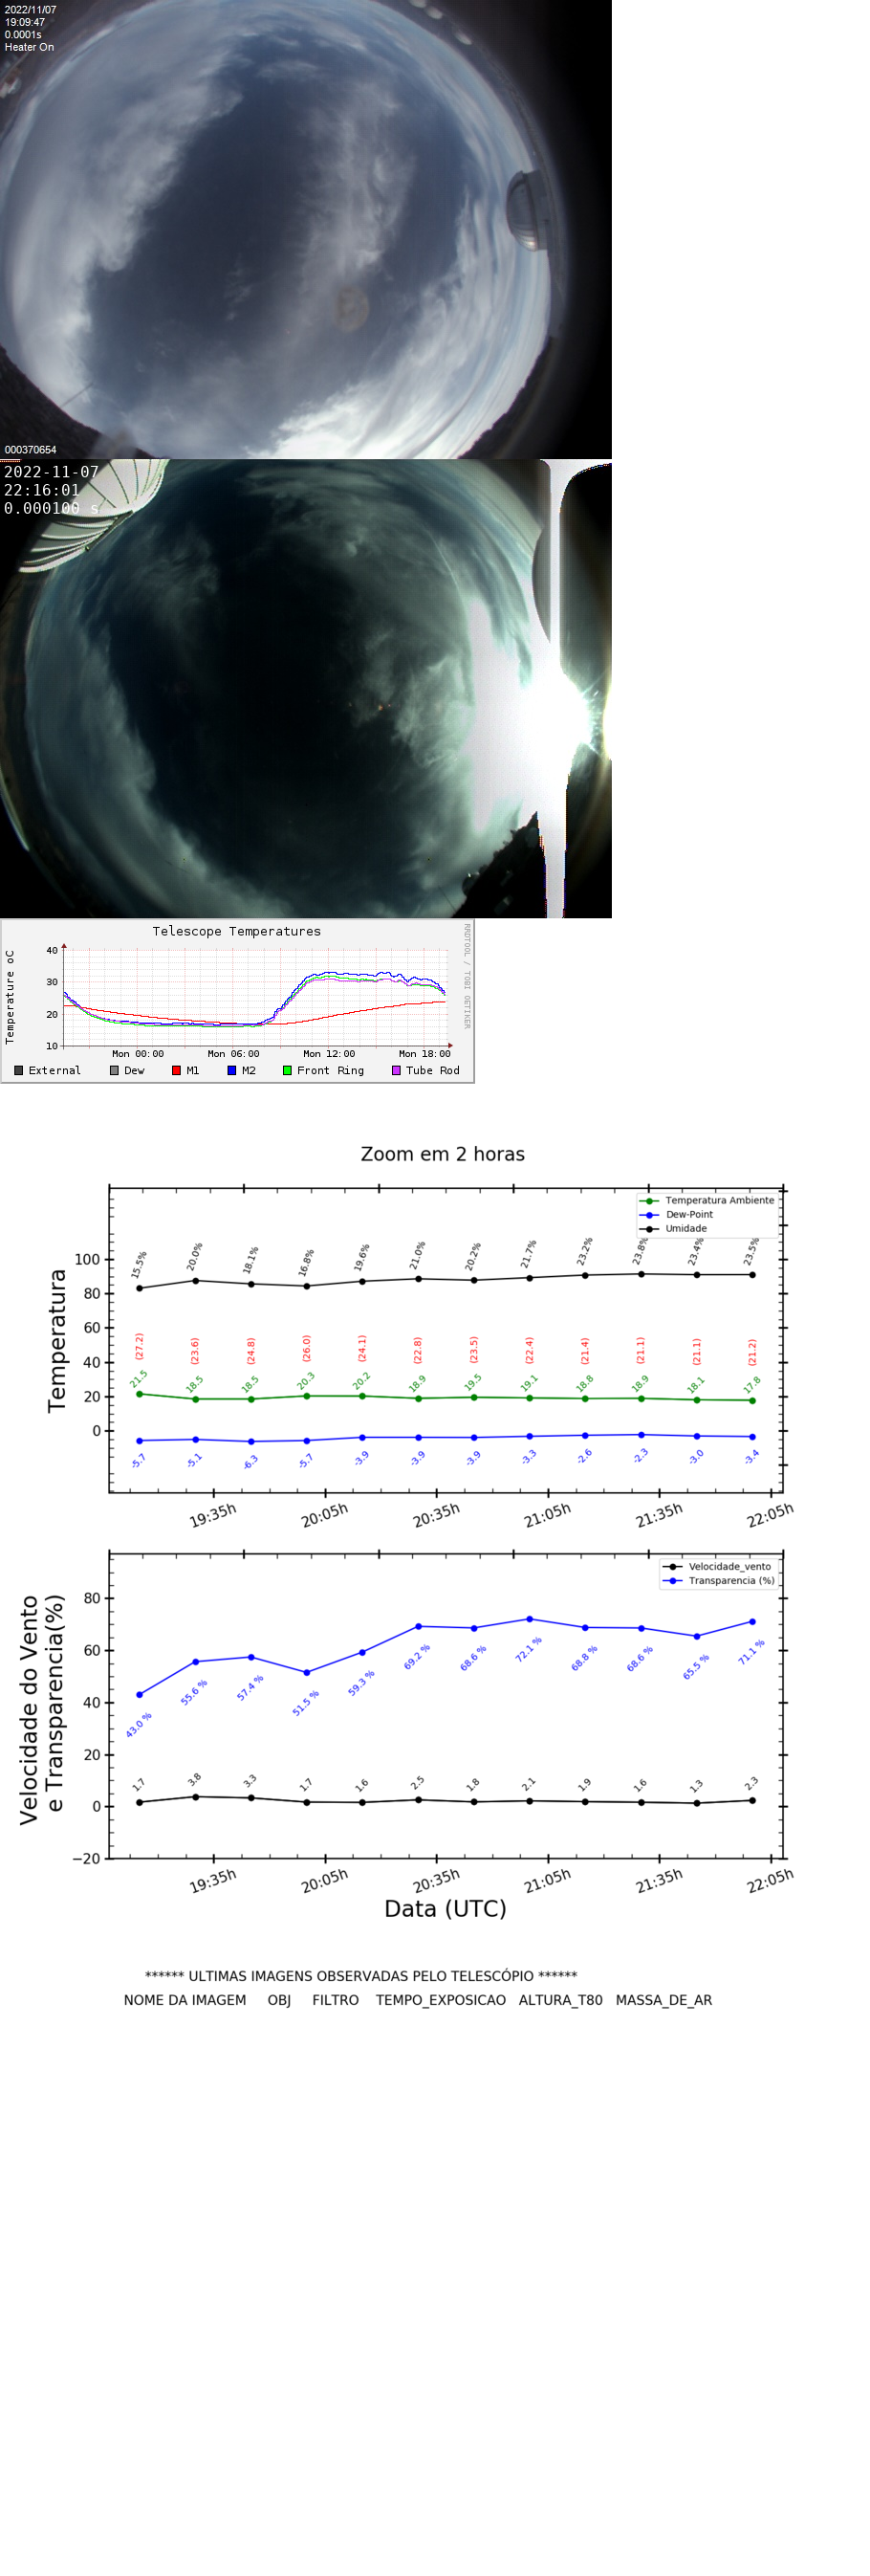 2022/11/07
19:09:47
0.0001s
Heater On
000370654
2022-11-07
22:16:01
0.000100 s
Telescope Temperatures
RRDTOOL / TOBI OETIKER
Temperature oC
40
30
20
10
Mon 00:00 Mon 06:00 Mon 12:00 Mon 18:00
External Dew M1 M2 Front Ring Tube Rod
Zoom em 2 horas
Temperatura Ambiente
Dew-Point
Umidade
Temperatura
100
80
60
40
20
0
15.5% 20.0% 18.1% 16.8% 19.6% 21.0% 20.2% 21.7% 23.2% 23.8% 23.4% 23.5%
(27.2) (23.6) (24.8) (26.0) (24.1) (22.8) (23.5) (22.4) (21.4) (21.1) (21.1) (21.2)
21.5 18.5 18.5 20.3 20.2 18.9 19.5 19.1 18.8 18.9 18.1 17.8
-5.7 -5.1 -6.3 -5.7 -3.9 -3.9 -3.9 -3.3 -2.6 -2.3 -3.0 -3.4
19:35h 20:05h 20:35h 21:05h 21:35h 22:05h
Velocidade_vento
Transparencia (%)
Velocidade do Vento
e Transparencia(%)
80
60
40
20
0
−20
43.0 % 55.6 % 57.4 % 51.5 % 59.3 % 69.2 % 68.6 % 72.1 % 68.8 % 68.6 % 65.5 % 71.1 %
1.7 3.8 3.3 1.7 1.6 2.5 1.8 2.1 1.9 1.6 1.3 2.3
19:35h 20:05h 20:35h 21:05h 21:35h 22:05h
Data (UTC)
****** ULTIMAS IMAGENS OBSERVADAS PELO TELESCÓPIO ******
NOME DA IMAGEM OBJ FILTRO TEMPO_EXPOSICAO ALTURA_T80 MASSA_DE_AR